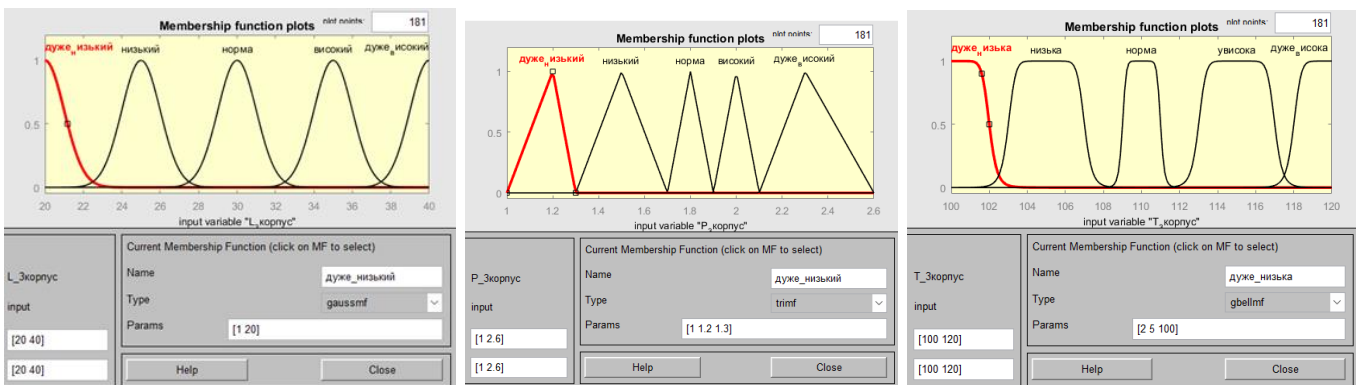 Membership function plots
plot points:
181
дуже_низький
низький
норма
високий
дуже_високий
1
0.5
0
20 22 24 26 28 30 32 34 36 38 40
input variable "L_3корпус"
L_3корпус
input
[20 40]
[20 40]
Current Membership Function (click on MF to select)
Name
дуже_низький
Type
gaussmf
Params
[1 20]
Help
Close
Membership function plots
plot points:
181
дуже_низький
низький
норма
високий
дуже_високий
1
0.5
0
1 1.2 1.4 1.6 1.8 2 2.2 2.4 2.6
input variable "P_3корпус"
P_3корпус
input
[1 2.6]
[1 2.6]
Current Membership Function (click on MF to select)
Name
дуже_низький
Type
trimf
Params
[1 1.2 1.3]
Help
Close
Membership function plots
plot points:
181
дуже_низька
низька
норма
увисока
дуже_висока
1
0.5
0
100 102 104 106 108 110 112 114 116 118 120
input variable "T_3корпус"
T_3корпус
input
[100 120]
[100 120]
Current Membership Function (click on MF to select)
Name
дуже_низька
Type
gbellmf
Params
[2 5 100]
Help
Close